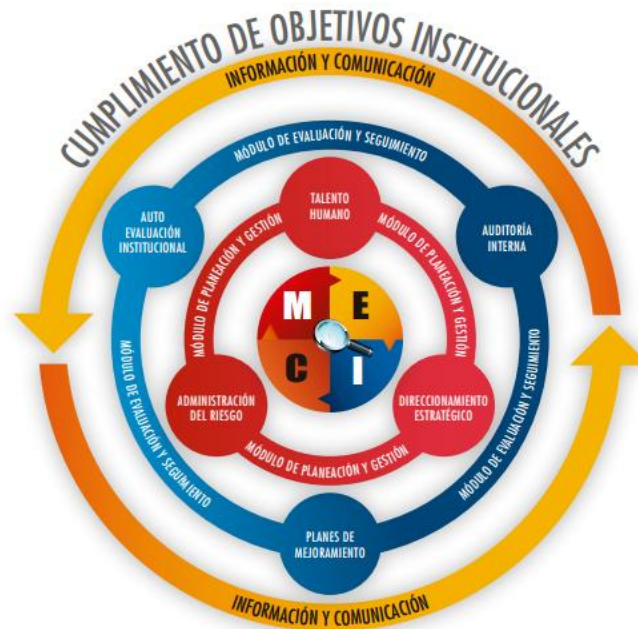 CUMPLIMIENTO DE OBJETIVOS INSTITUCIONALES
INFORMACIÓN Y COMUNICACIÓN
MÓDULO DE EVALUACIÓN Y SEGUIMIENTO
TALENTO
HUMANO
AUTO
EVALUACIÓN
INSTITUCIONAL
AUDITORÍA
INTERNA
MÓDULO DE PLANEACIÓN Y GESTIÓN
MÓDULO DE PLANEACIÓN Y GESTIÓN
M E
C I
ADMINISTRACIÓN
DEL RIESGO
DIRECCIONAMIENTO
ESTRATÉGICO
MÓDULO DE EVALUACIÓN Y SEGUIMIENTO
MÓDULO DE EVALUACIÓN Y SEGUIMIENTO
MÓDULO DE PLANEACIÓN Y GESTIÓN
PLANES DE
MEJORAMIENTO
INFORMACIÓN Y COMUNICACIÓN